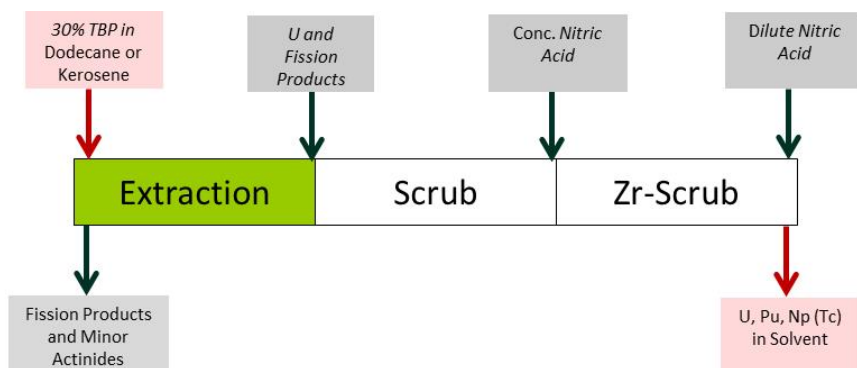 30% TBP in
Dodecane or
Kerosene
U and
Fission
Products
Conc. Nitric
Acid
Dilute Nitric
Acid
Extraction
Scrub
Zr-Scrub
Fission Products
and Minor
Actinides
U, Pu, Np (Tc)
in Solvent